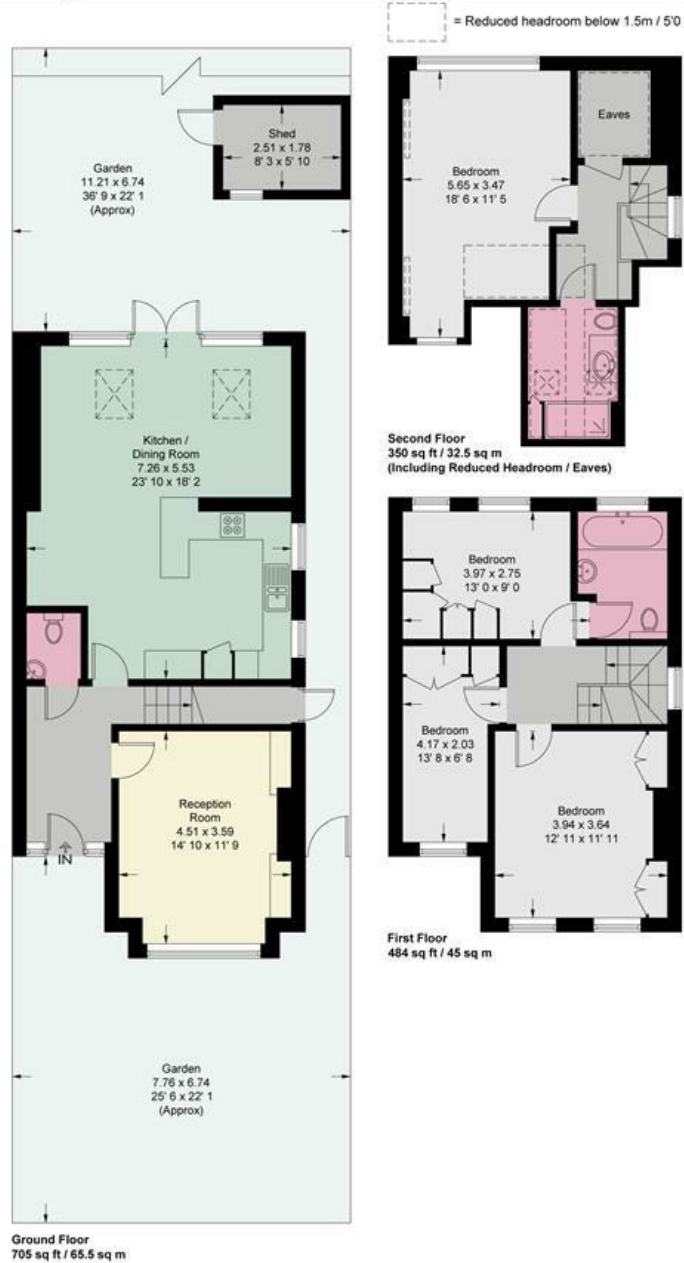 = Reduced headroom below 1.5m / 5'0
Shed
2.51 x 1.78
8' 3 x 5' 10
Garden
11.21 x 6.74
36' 9 x 22' 1
(Approx)
Kitchen /
Dining Room
7.26 x 5.53
23' 10 x 18' 2
Reception
Room
4.51 x 3.59
14' 10 x 11' 9
IN
Garden
7.76 x 6.74
25' 6 x 22' 1
(Approx)
Ground Floor
705 sq ft / 65.5 sq m
Eaves
Bedroom
5.65 x 3.47
18' 6 x 11' 5
Second Floor
350 sq ft / 32.5 sq m
(Including Reduced Headroom / Eaves)
Bedroom
3.97 x 2.75
13' 0 x 9' 0
Bedroom
4.17 x 2.03
13' 8 x 6' 8
Bedroom
3.94 x 3.64
12' 11 x 11' 11
First Floor
484 sq ft / 45 sq m